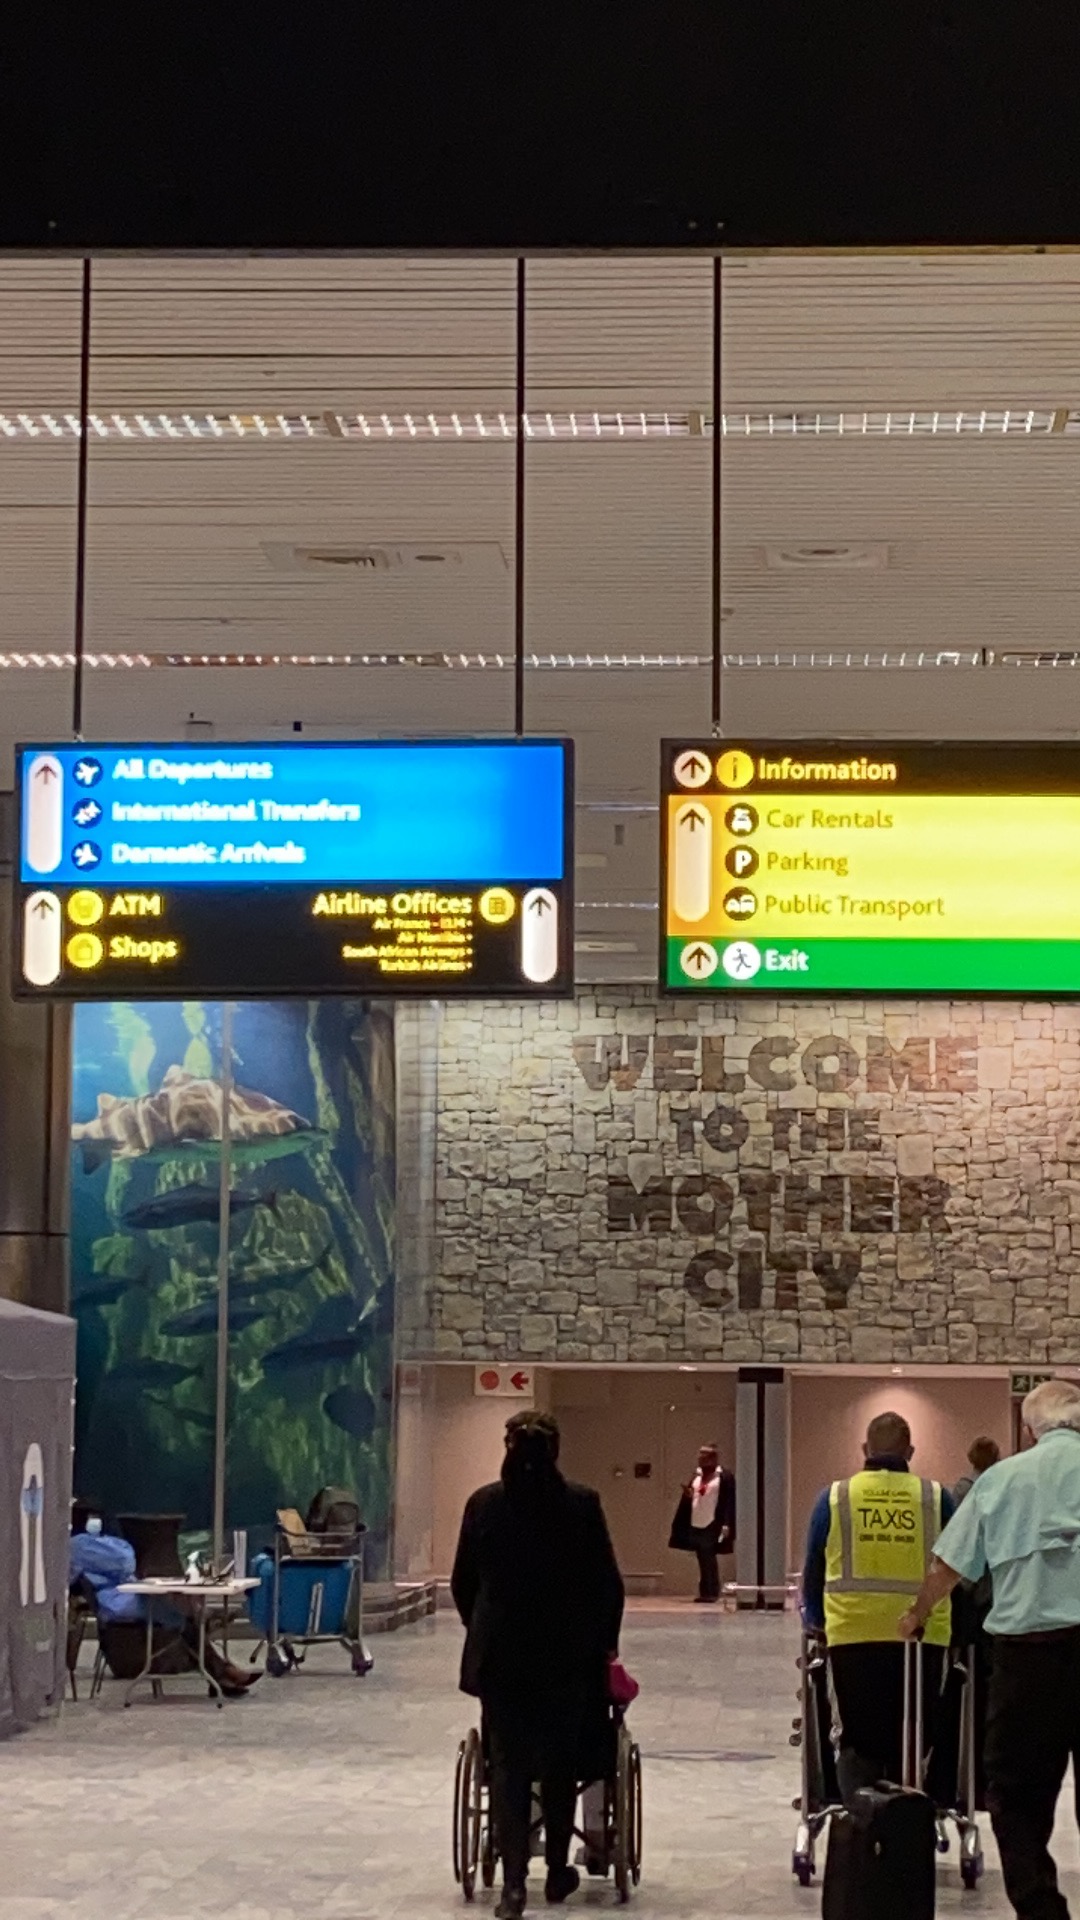 All Departures
International Transfers
Domestic Arrivals
ATM
Shops
Airline Offices
Air France - KLM •
Air Namibia •
South African Airways •
Turkish Airlines •
i Information
Car Rentals
P Parking
Public Transport
Exit
WELCOME
TO THE
MOTHER
CITY
TAXIS